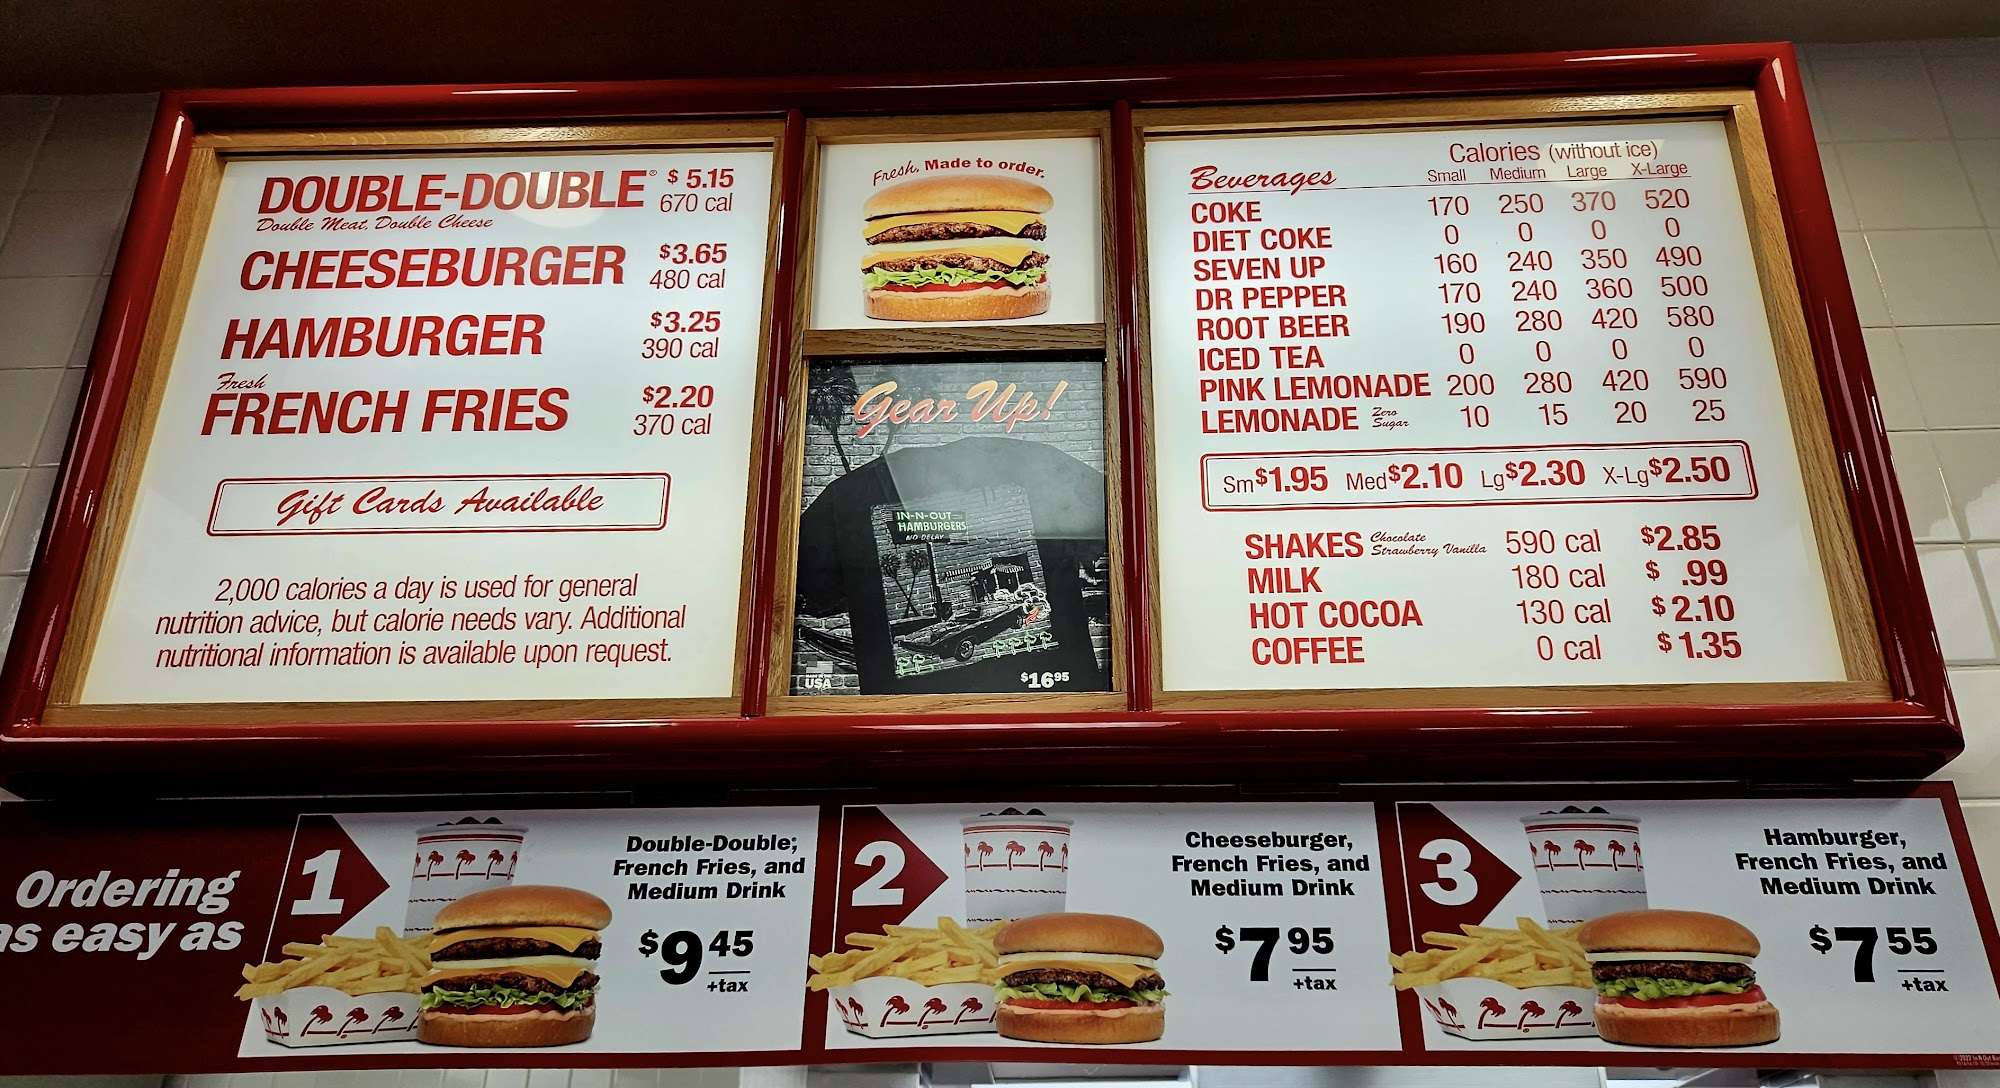 DOUBLE-DOUBLE® $5.15
Double Meat, Double Cheese 670 cal
CHEESEBURGER $3.65
480 cal
HAMBURGER $3.25
390 cal
Fresh
FRENCH FRIES $2.20
370 cal
Gift Cards Available
2,000 calories a day is used for general
nutrition advice, but calorie needs vary. Additional
nutritional information is available upon request.
Fresh. Made to order.
Gear Up!
IN-N-OUT
HAMBURGERS
NO DELAY
MADE IN THE
USA
$16.95
Calories (without ice)
Beverages Small Medium Large X-Large
COKE 170 250 370 520
DIET COKE 0 0 0 0
SEVEN UP 160 240 350 490
DR PEPPER 170 240 360 500
ROOT BEER 190 280 420 580
ICED TEA 0 0 0 0
PINK LEMONADE 200 280 420 590
LEMONADE Zero Sugar 10 15 20 25
Sm $1.95 Med $2.10 Lg $2.30 X-Lg $2.50
SHAKES Chocolate Strawberry Vanilla 590 cal $2.85
MILK 180 cal $ .99
HOT COCOA 130 cal $2.10
COFFEE 0 cal $1.35
Ordering
as easy as
1
Double-Double,
French Fries, and
Medium Drink
$9 45
+tax
2
Cheeseburger,
French Fries, and
Medium Drink
$7 95
+tax
3
Hamburger,
French Fries, and
Medium Drink
$7 55
+tax